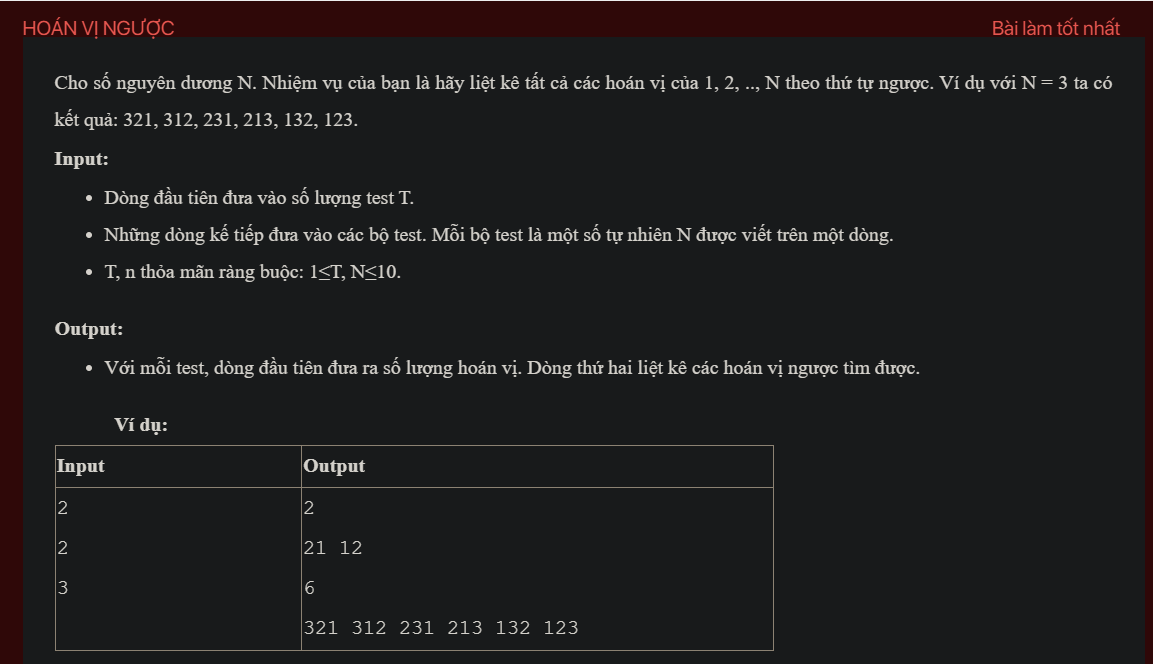 HOÁN VỊ NGƯỢC
Bài làm tốt nhất
Cho số nguyên dương N. Nhiệm vụ của bạn là hãy liệt kê tất cả các hoán vị của 1, 2, .., N theo thứ tự ngược. Ví dụ với N = 3 ta có
kết quả: 321, 312, 231, 213, 132, 123.
Input:
• Dòng đầu tiên đưa vào số lượng test T.
• Những dòng kế tiếp đưa vào các bộ test. Mỗi bộ test là một số tự nhiên N được viết trên một dòng.
• T, n thỏa mãn ràng buộc: 1≤T, N≤10.
Output:
• Với mỗi test, dòng đầu tiên đưa ra số lượng hoán vị. Dòng thứ hai liệt kê các hoán vị ngược tìm được.
Ví dụ:
Input Output
2 2
2 21 12
3 6
321 312 231 213 132 123